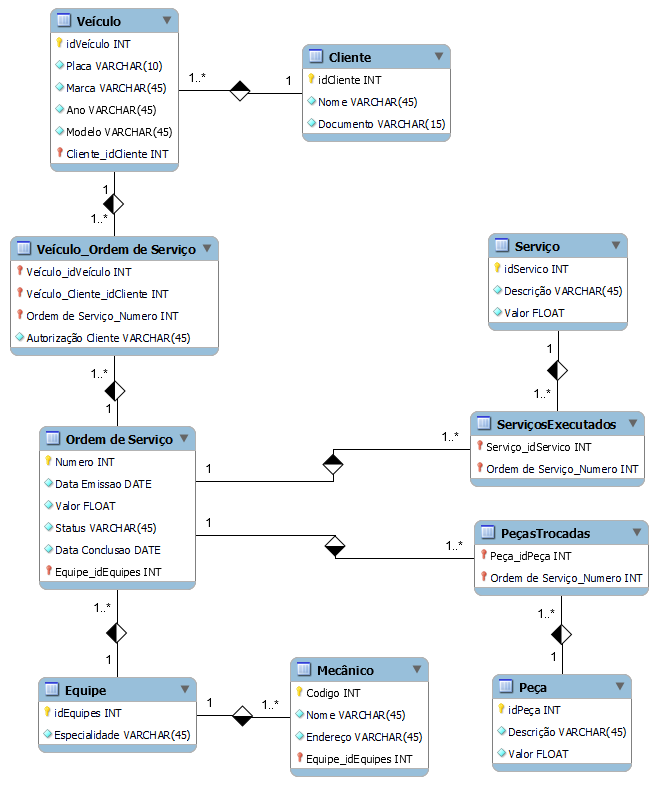 Veículo
idVeículo INT
Placa VARCHAR(10)
Marca VARCHAR(45)
Ano VARCHAR(45)
Modelo VARCHAR(45)
Cliente_idCliente INT
1..*
1
Cliente
idCliente INT
Nome VARCHAR(45)
Documento VARCHAR(15)
1
1..*
Veículo_Ordem de Serviço
Veículo_idVeículo INT
Veículo_Cliente_idCliente INT
Ordem de Serviço_Numero INT
Autorização Cliente VARCHAR(45)
1..*
1
Serviço
idServico INT
Descrição VARCHAR(45)
Valor FLOAT
1
1..*
Ordem de Serviço
Numero INT
Data Emissao DATE
Valor FLOAT
Status VARCHAR(45)
Data Conclusao DATE
Equipe_idEquipes INT
1
1..*
ServiçosExecutados
Serviço_idServico INT
Ordem de Serviço_Numero INT
1
1..*
PeçasTrocadas
Peça_idPeça INT
Ordem de Serviço_Numero INT
1..*
1
1..*
1
Equipe
idEquipes INT
Especialidade VARCHAR(45)
1
1..*
Mecânico
Codigo INT
Nome VARCHAR(45)
Endereço VARCHAR(45)
Equipe_idEquipes INT
Peça
idPeça INT
Descrição VARCHAR(45)
Valor FLOAT